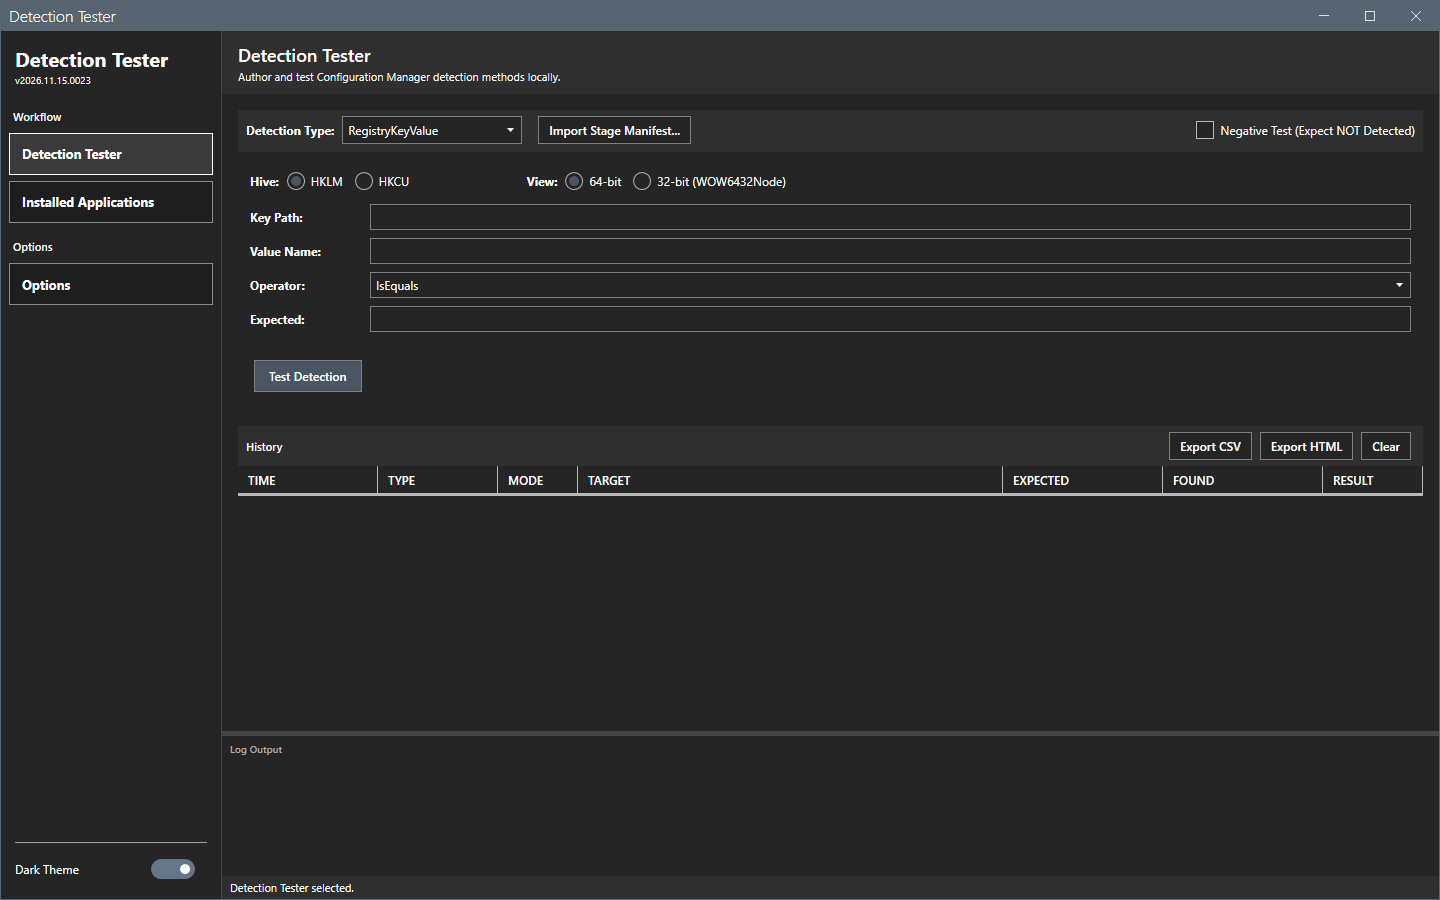 Detection Tester
Detection Tester
v2026.11.15.0023
Workflow
Detection Tester
Installed Applications
Options
Options
Dark Theme
Detection Tester
Author and test Configuration Manager detection methods locally.
Detection Type: RegistryKeyValue Import Stage Manifest... Negative Test (Expect NOT Detected)
Hive: HKLM HKCU View: 64-bit 32-bit (WOW6432Node)
Key Path:
Value Name:
Operator: IsEquals
Expected:
Test Detection
History Export CSV Export HTML Clear
TIME TYPE MODE TARGET EXPECTED FOUND RESULT
Log Output
Detection Tester selected.